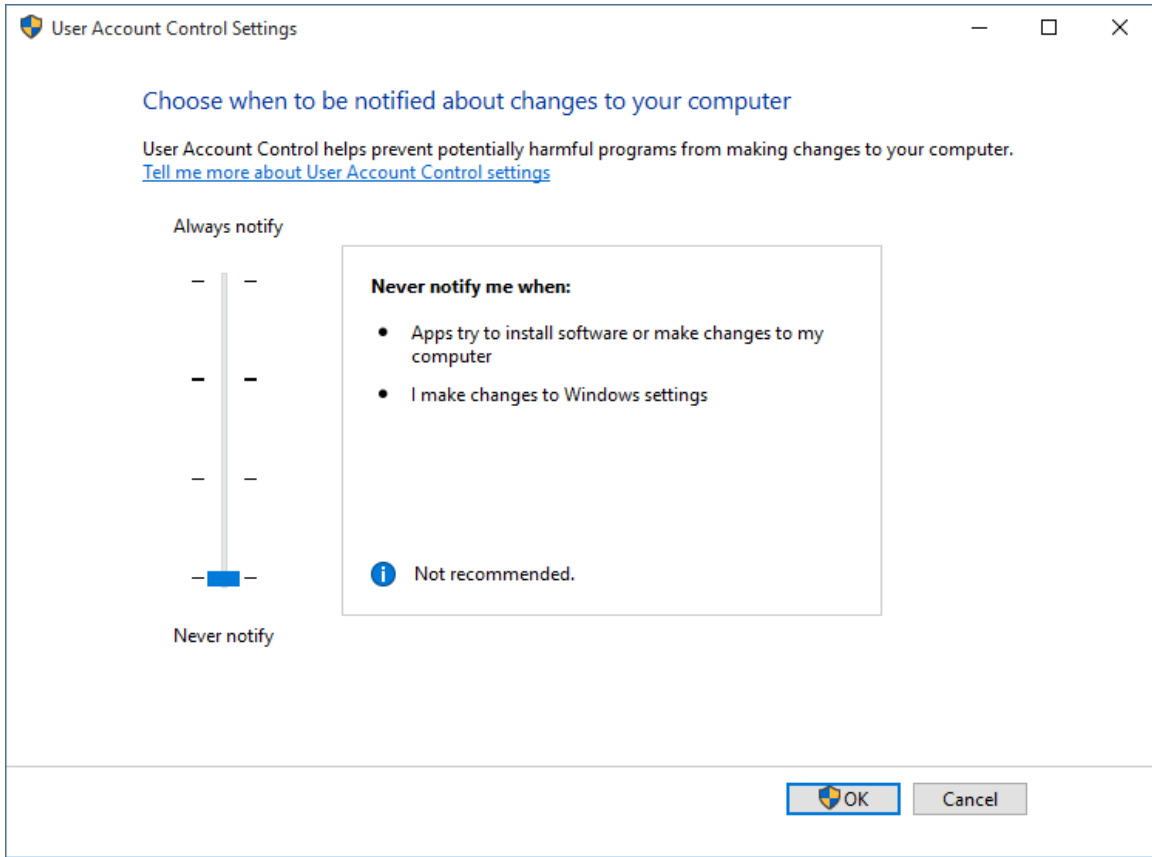 User Account Control Settings
Choose when to be notified about changes to your computer
User Account Control helps prevent potentially harmful programs from making changes to your computer.
Tell me more about User Account Control settings
Always notify
Never notify me when:
Apps try to install software or make changes to my
computer
I make changes to Windows settings
Not recommended.
Never notify
OK
Cancel